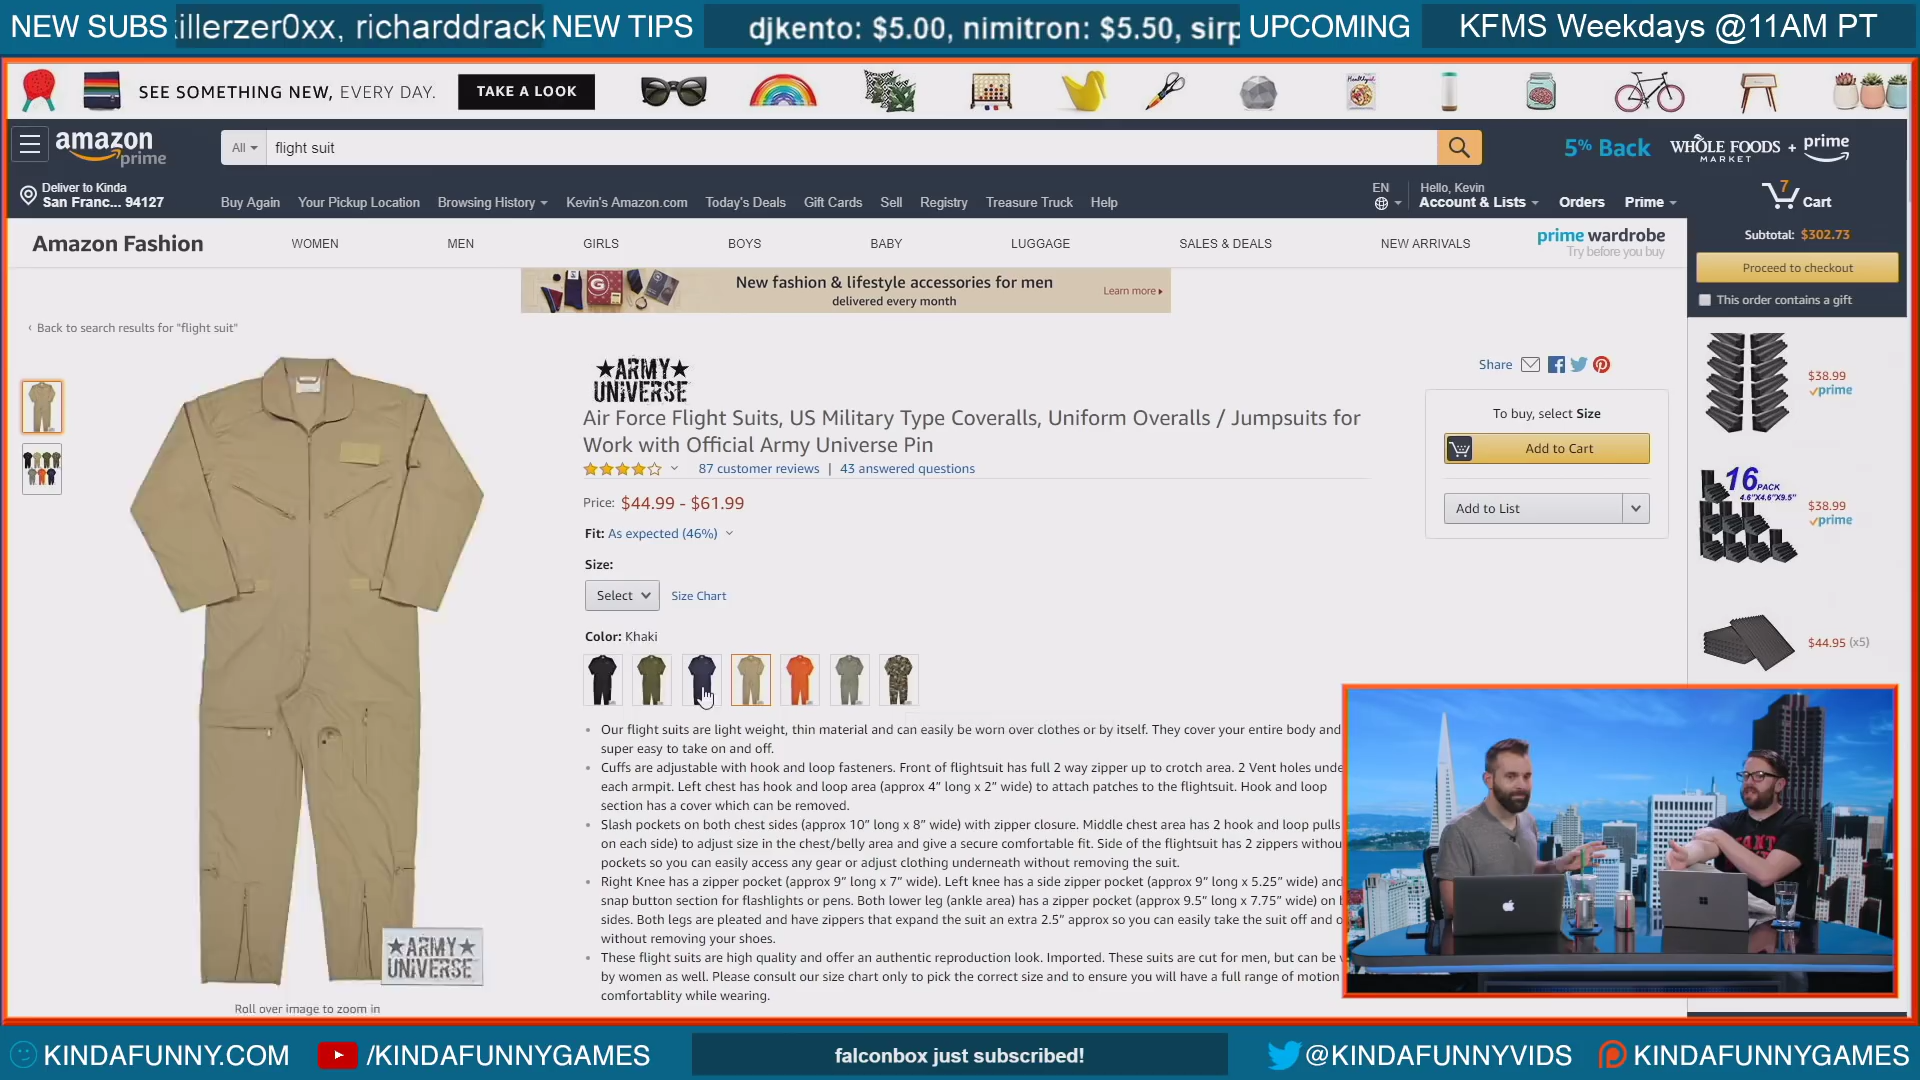 NEW SUBS
illerzer0xx, richarddrack
NEW TIPS
djkento: $5.00, nimitron: $5.50, sirp
UPCOMING
KFMS Weekdays @11AM PT
SEE SOMETHING NEW, EVERY DAY.
TAKE A LOOK
amazon
prime
All
flight suit
5% Back
WHOLE FOODS
MARKET
+
prime
Deliver to Kinda
San Franc... 94127
Buy Again
Your Pickup Location
Browsing History
Kevin's Amazon.com
Today's Deals
Gift Cards
Sell
Registry
Treasure Truck
Help
EN
Hello, Kevin
Account & Lists
Orders
Prime
7
Cart
Amazon Fashion
WOMEN
MEN
GIRLS
BOYS
BABY
LUGGAGE
SALES & DEALS
NEW ARRIVALS
prime wardrobe
Try before you buy
Subtotal: $302.73
Proceed to checkout
This order contains a gift
G
New fashion & lifestyle accessories for men
delivered every month
Learn more
‹ Back to search results for "flight suit"
ARMY
UNIVERSE
Air Force Flight Suits, US Military Type Coveralls, Uniform Overalls / Jumpsuits for
Work with Official Army Universe Pin
87 customer reviews | 43 answered questions
Price: $44.99 - $61.99
Fit: As expected (46%)
Size:
Select
Size Chart
Color: Khaki
Share
To buy, select Size
Add to Cart
Add to List
$38.99
prime
16 PACK
4.6"X4.6"X9.5"
$38.99
prime
$44.95 (x5)
Our flight suits are light weight, thin material and can easily be worn over clothes or by itself. They cover your entire body and
super easy to take on and off.
Cuffs are adjustable with hook and loop fasteners. Front of flightsuit has full 2 way zipper up to crotch area. 2 Vent holes unde
each armpit. Left chest has hook and loop area (approx 4" long x 2" wide) to attach patches to the flightsuit. Hook and loop
section has a cover which can be removed.
Slash pockets on both chest sides (approx 10" long x 8" wide) with zipper closure. Middle chest area has 2 hook and loop pulls
on each side) to adjust size in the chest/belly area and give a secure comfortable fit. Side of the flightsuit has 2 zippers withou
pockets so you can easily access any gear or adjust clothing underneath without removing the suit.
Right Knee has a zipper pocket (approx 9" long x 7" wide). Left knee has a side zipper pocket (approx 9" long x 5.25" wide) and
snap button section for flashlights or pens. Both lower leg (ankle area) has a zipper pocket (approx 9.5" long x 7.75" wide) on
sides. Both legs are pleated and have zippers that expand the suit an extra 2.5" approx so you can easily take the suit off and o
without removing your shoes.
These flight suits are high quality and offer an authentic reproduction look. Imported. These suits are cut for men, but can be
by women as well. Please consult our size chart only to pick the correct size and to ensure you will have a full range of motion
comfortablity while wearing.
ARMY
UNIVERSE
Roll over image to zoom in
KINDAFUNNY.COM
/KINDAFUNNYGAMES
falconbox just subscribed!
@KINDAFUNNYVIDS
KINDAFUNNYGAMES